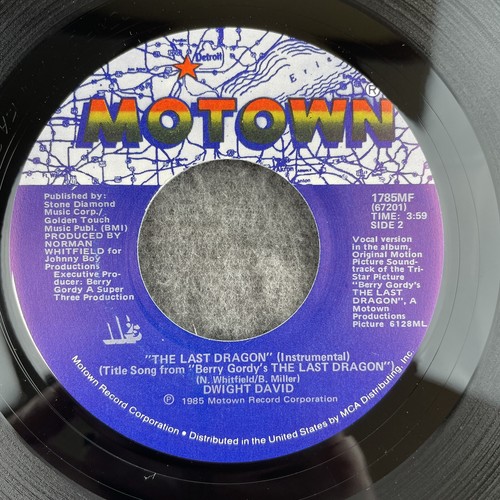 Detroit
Erie
Akron
MOTOWN®
Published by:
Stone Diamond
Music Corp./
Golden Touch
Music Publ. (BMI)
PRODUCED BY
NORMAN
WHITFIELD for
Johnny Boy
Productions
Executive Pro-
ducer: Berry
Gordy A Super
Three Production
1785MF
(67201)
TIME: 3:59
SIDE 2
Vocal version
in the album,
Original Motion
Picture Sound-
track of the Tri-
Star Picture
"Berry Gordy's
THE LAST
DRAGON", A
Motown
Productions
Picture 6128ML
"THE LAST DRAGON" (Instrumental)
(Title Song from "Berry Gordy's THE LAST DRAGON")
(N. Whitfield/B. Miller)
DWIGHT DAVID
℗ 1985 Motown Record Corporation
Motown Record Corporation • Distributed in the United States by MCA Distributing, Inc.